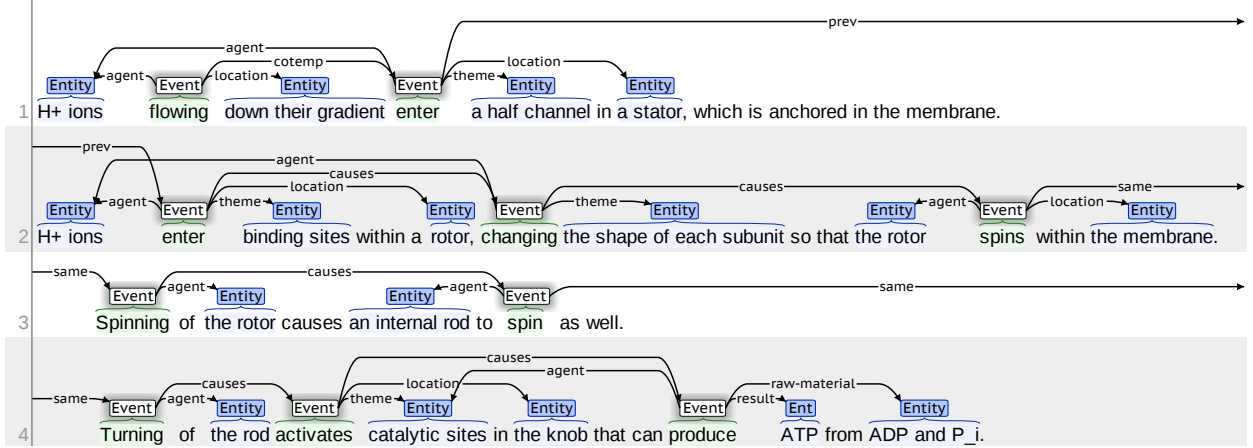 prev
agent
cotemp
Entity agent Event location Entity Event theme Entity location Entity
1 H+ ions flowing down their gradient enter a half channel in a stator, which is anchored in the membrane.
prev
agent
causes
location causes same
Entity agent Event theme Entity Entity Event theme Entity Entity agent Event location Entity
2 H+ ions enter binding sites within a rotor, changing the shape of each subunit so that the rotor spins within the membrane.
same causes same
Event agent Entity Entity agent Event
3 Spinning of the rotor causes an internal rod to spin as well.
causes
agent
causes location raw-material
same Event agent Entity Event theme Entity Entity Event result Ent Entity
4 Turning of the rod activates catalytic sites in the knob that can produce ATP from ADP and P_i.